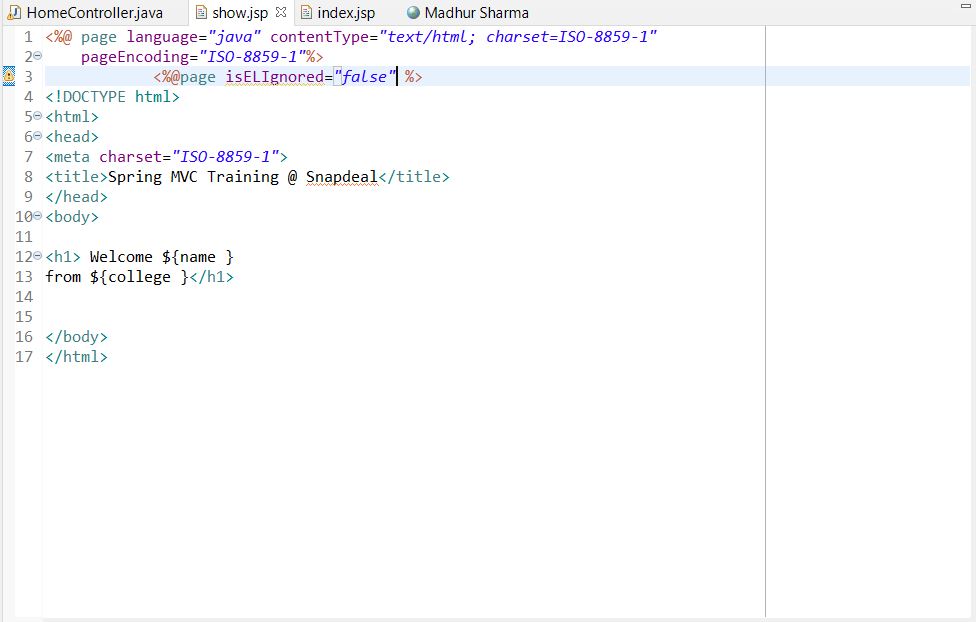 HomeController.java show.jsp index.jsp Madhur Sharma
1 <%@ page language="java" contentType="text/html; charset=ISO-8859-1"
2 pageEncoding="ISO-8859-1"%>
3 <%@page isELIgnored="false" %>
4 <!DOCTYPE html>
5 <html>
6 <head>
7 <meta charset="ISO-8859-1">
8 <title>Spring MVC Training @ Snapdeal</title>
9 </head>
10 <body>
11
12 <h1> Welcome ${name }
13 from ${college }</h1>
14
15
16 </body>
17 </html>